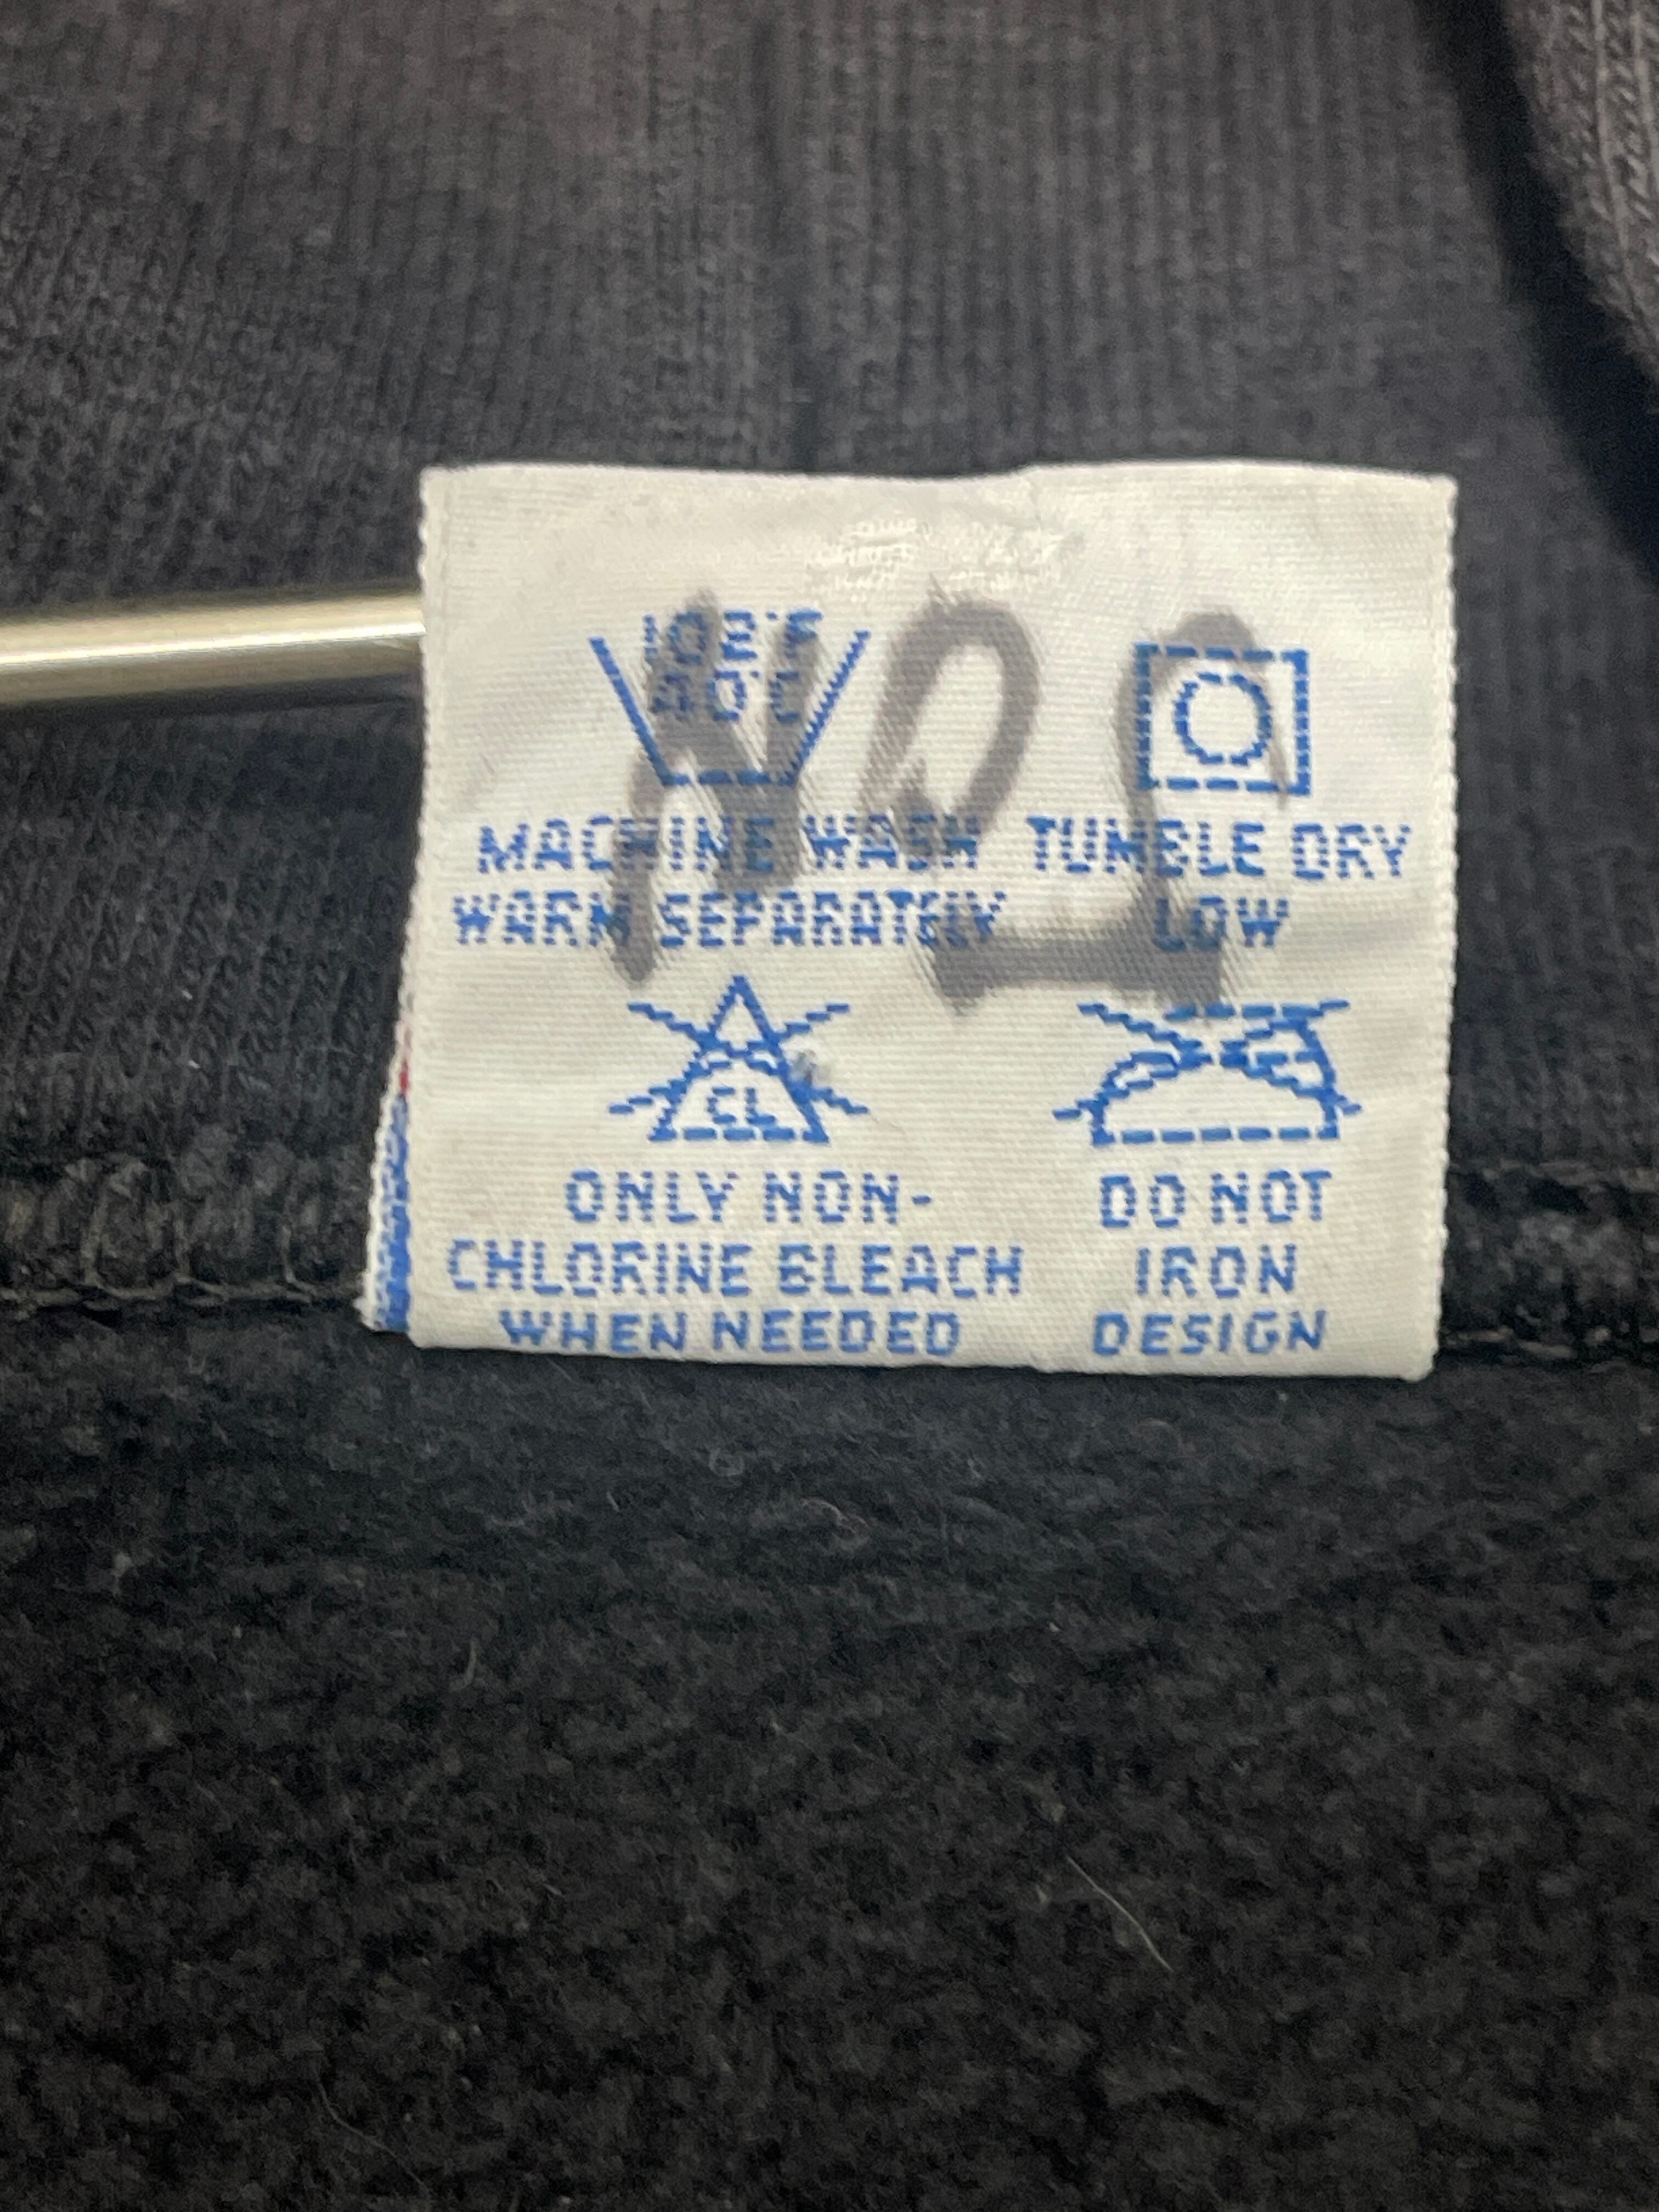 105°F
40°C
MACHINE WASH
WARM SEPARATELY
TUMBLE DRY
LOW
CL
ONLY NON-
CHLORINE BLEACH
WHEN NEEDED
DO NOT
IRON
DESIGN